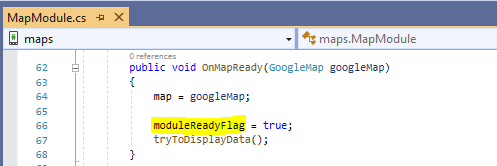 MapModule.cs
maps
maps.MapModule
0 references
62 public void OnMapReady(GoogleMap googleMap)
63 {
64 map = googleMap;
65
66 moduleReadyFlag = true;
67 tryToDisplayData();
68 }